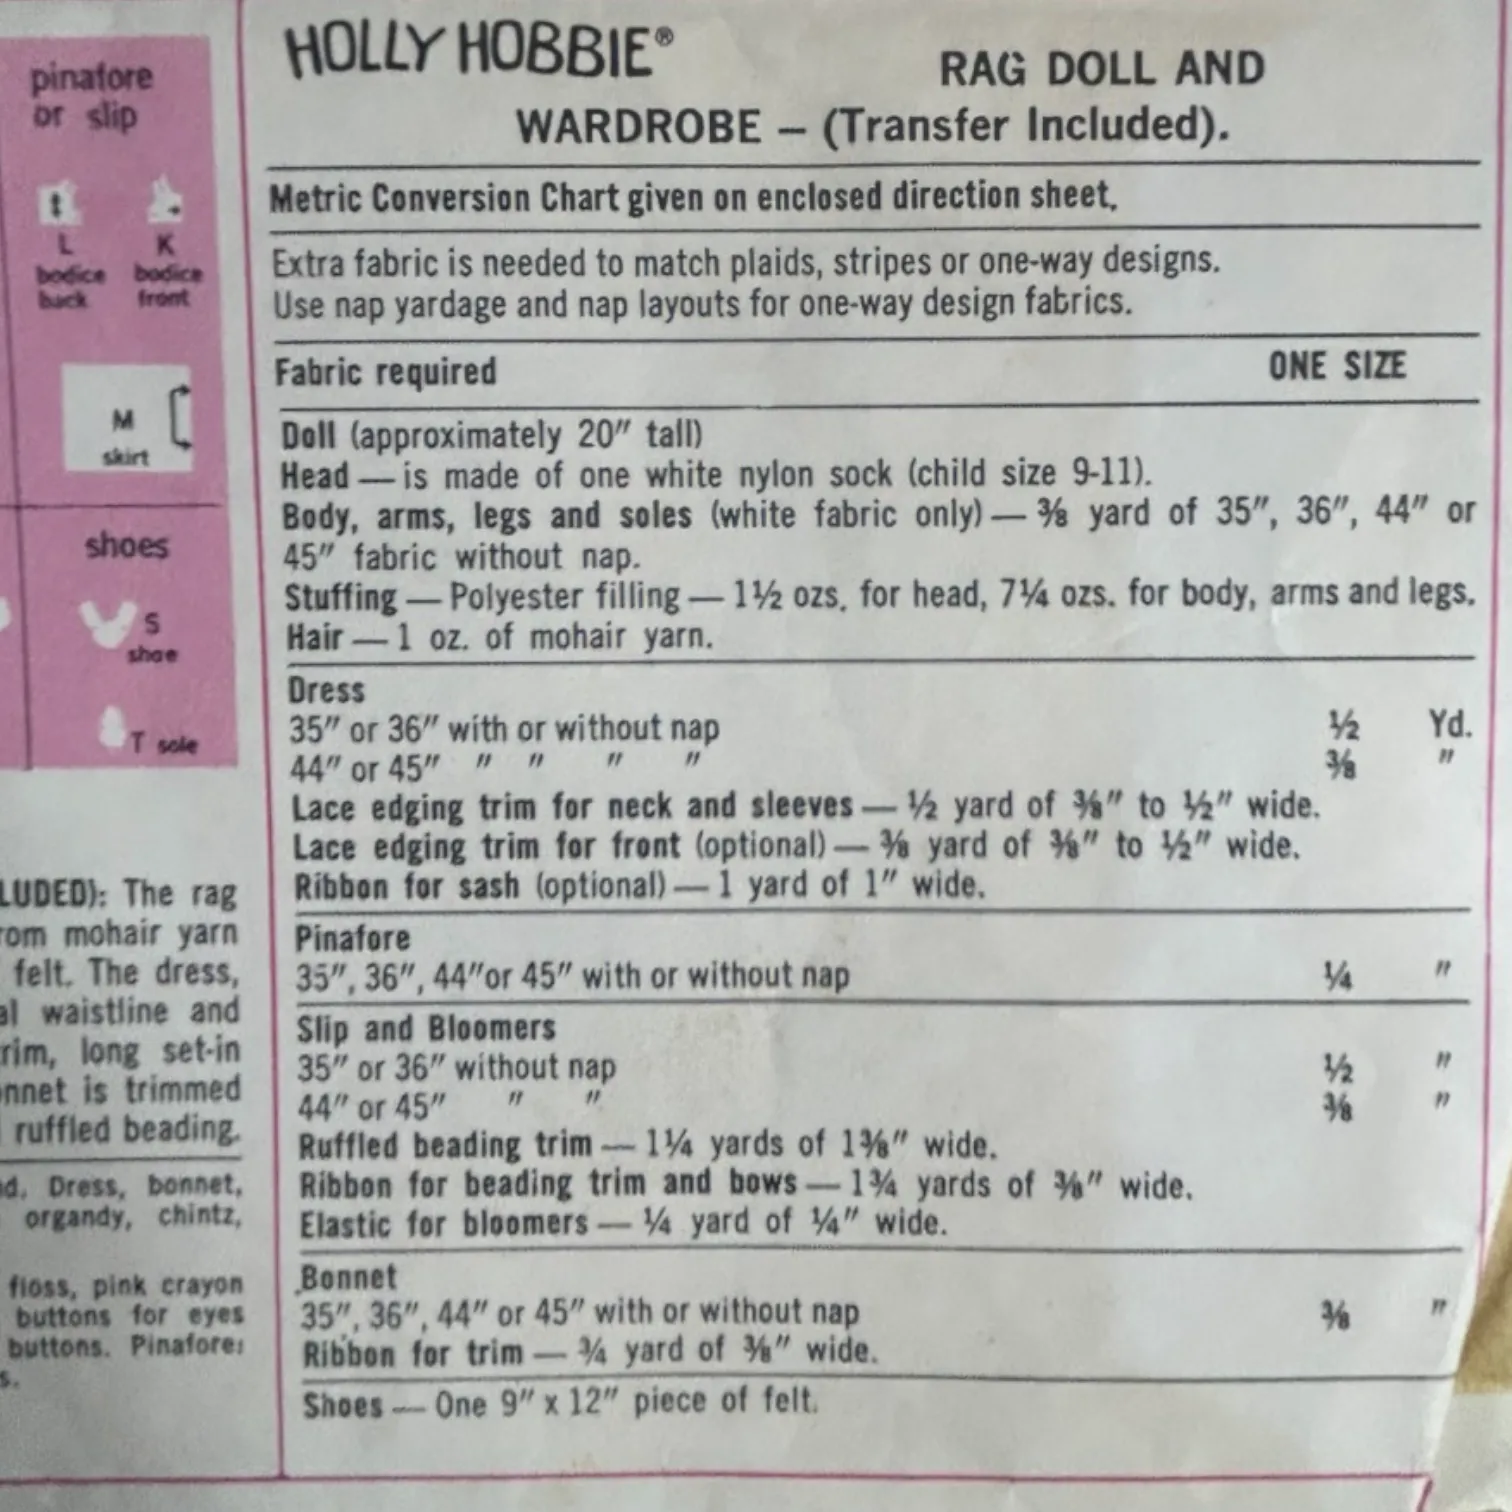 pinafore
or slip
L
bodice
back
K
bodice
front
M
skirt
shoes
S
shoe
T sole
LUDED): The rag
rom mohair yarn
felt. The dress,
al waistline and
rim, long set-in
nnet is trimmed
ruffled beading.
d. Dress, bonnet,
organdy, chintz,
floss, pink crayon
buttons for eyes
buttons. Pinafore:
s.
HOLLY HOBBIE® RAG DOLL AND
WARDROBE – (Transfer Included).
Metric Conversion Chart given on enclosed direction sheet.
Extra fabric is needed to match plaids, stripes or one-way designs.
Use nap yardage and nap layouts for one-way design fabrics.
Fabric required ONE SIZE
Doll (approximately 20" tall)
Head — is made of one white nylon sock (child size 9-11).
Body, arms, legs and soles (white fabric only) — ⅜ yard of 35", 36", 44" or
45" fabric without nap.
Stuffing — Polyester filling — 1½ ozs. for head, 7¼ ozs. for body, arms and legs.
Hair — 1 oz. of mohair yarn.
Dress
35" or 36" with or without nap ½ Yd.
44" or 45" " " " " ⅜ "
Lace edging trim for neck and sleeves — ½ yard of ⅜" to ½" wide.
Lace edging trim for front (optional) — ⅜ yard of ⅜" to ½" wide.
Ribbon for sash (optional) — 1 yard of 1" wide.
Pinafore
35", 36", 44"or 45" with or without nap ¼ "
Slip and Bloomers
35" or 36" without nap ½ "
44" or 45" " " ⅜ "
Ruffled beading trim — 1¼ yards of 1⅜" wide.
Ribbon for beading trim and bows — 1¾ yards of ⅜" wide.
Elastic for bloomers — ¼ yard of ¼" wide.
Bonnet
35", 36", 44" or 45" with or without nap ⅜ "
Ribbon for trim — ¾ yard of ⅜" wide.
Shoes — One 9" x 12" piece of felt.